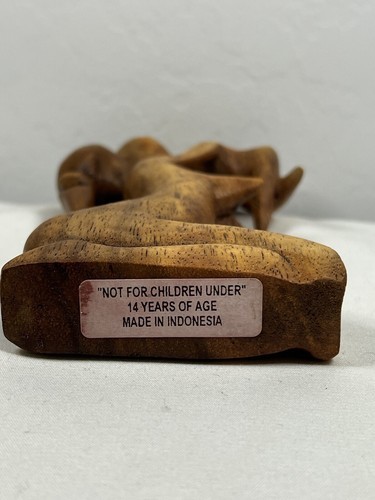 "NOT FOR CHILDREN UNDER"
14 YEARS OF AGE
MADE IN INDONESIA